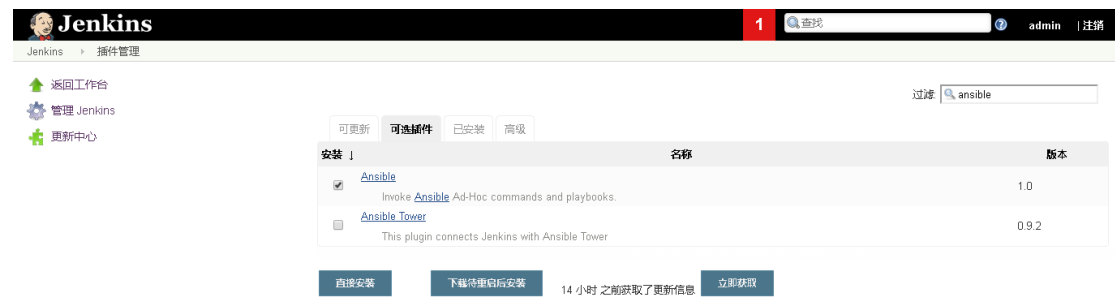 Jenkins
1
查找
admin
| 注销
Jenkins
插件管理
返回工作台
管理 Jenkins
更新中心
过滤:
ansible
可更新
可选插件
已安装
高级
安装 ↓
名称
版本
Ansible
Invoke Ansible Ad-Hoc commands and playbooks.
1.0
Ansible Tower
This plugin connects Jenkins with Ansible Tower
0.9.2
直接安装
下载待重启后安装
14 小时 之前获取了更新信息
立即获取